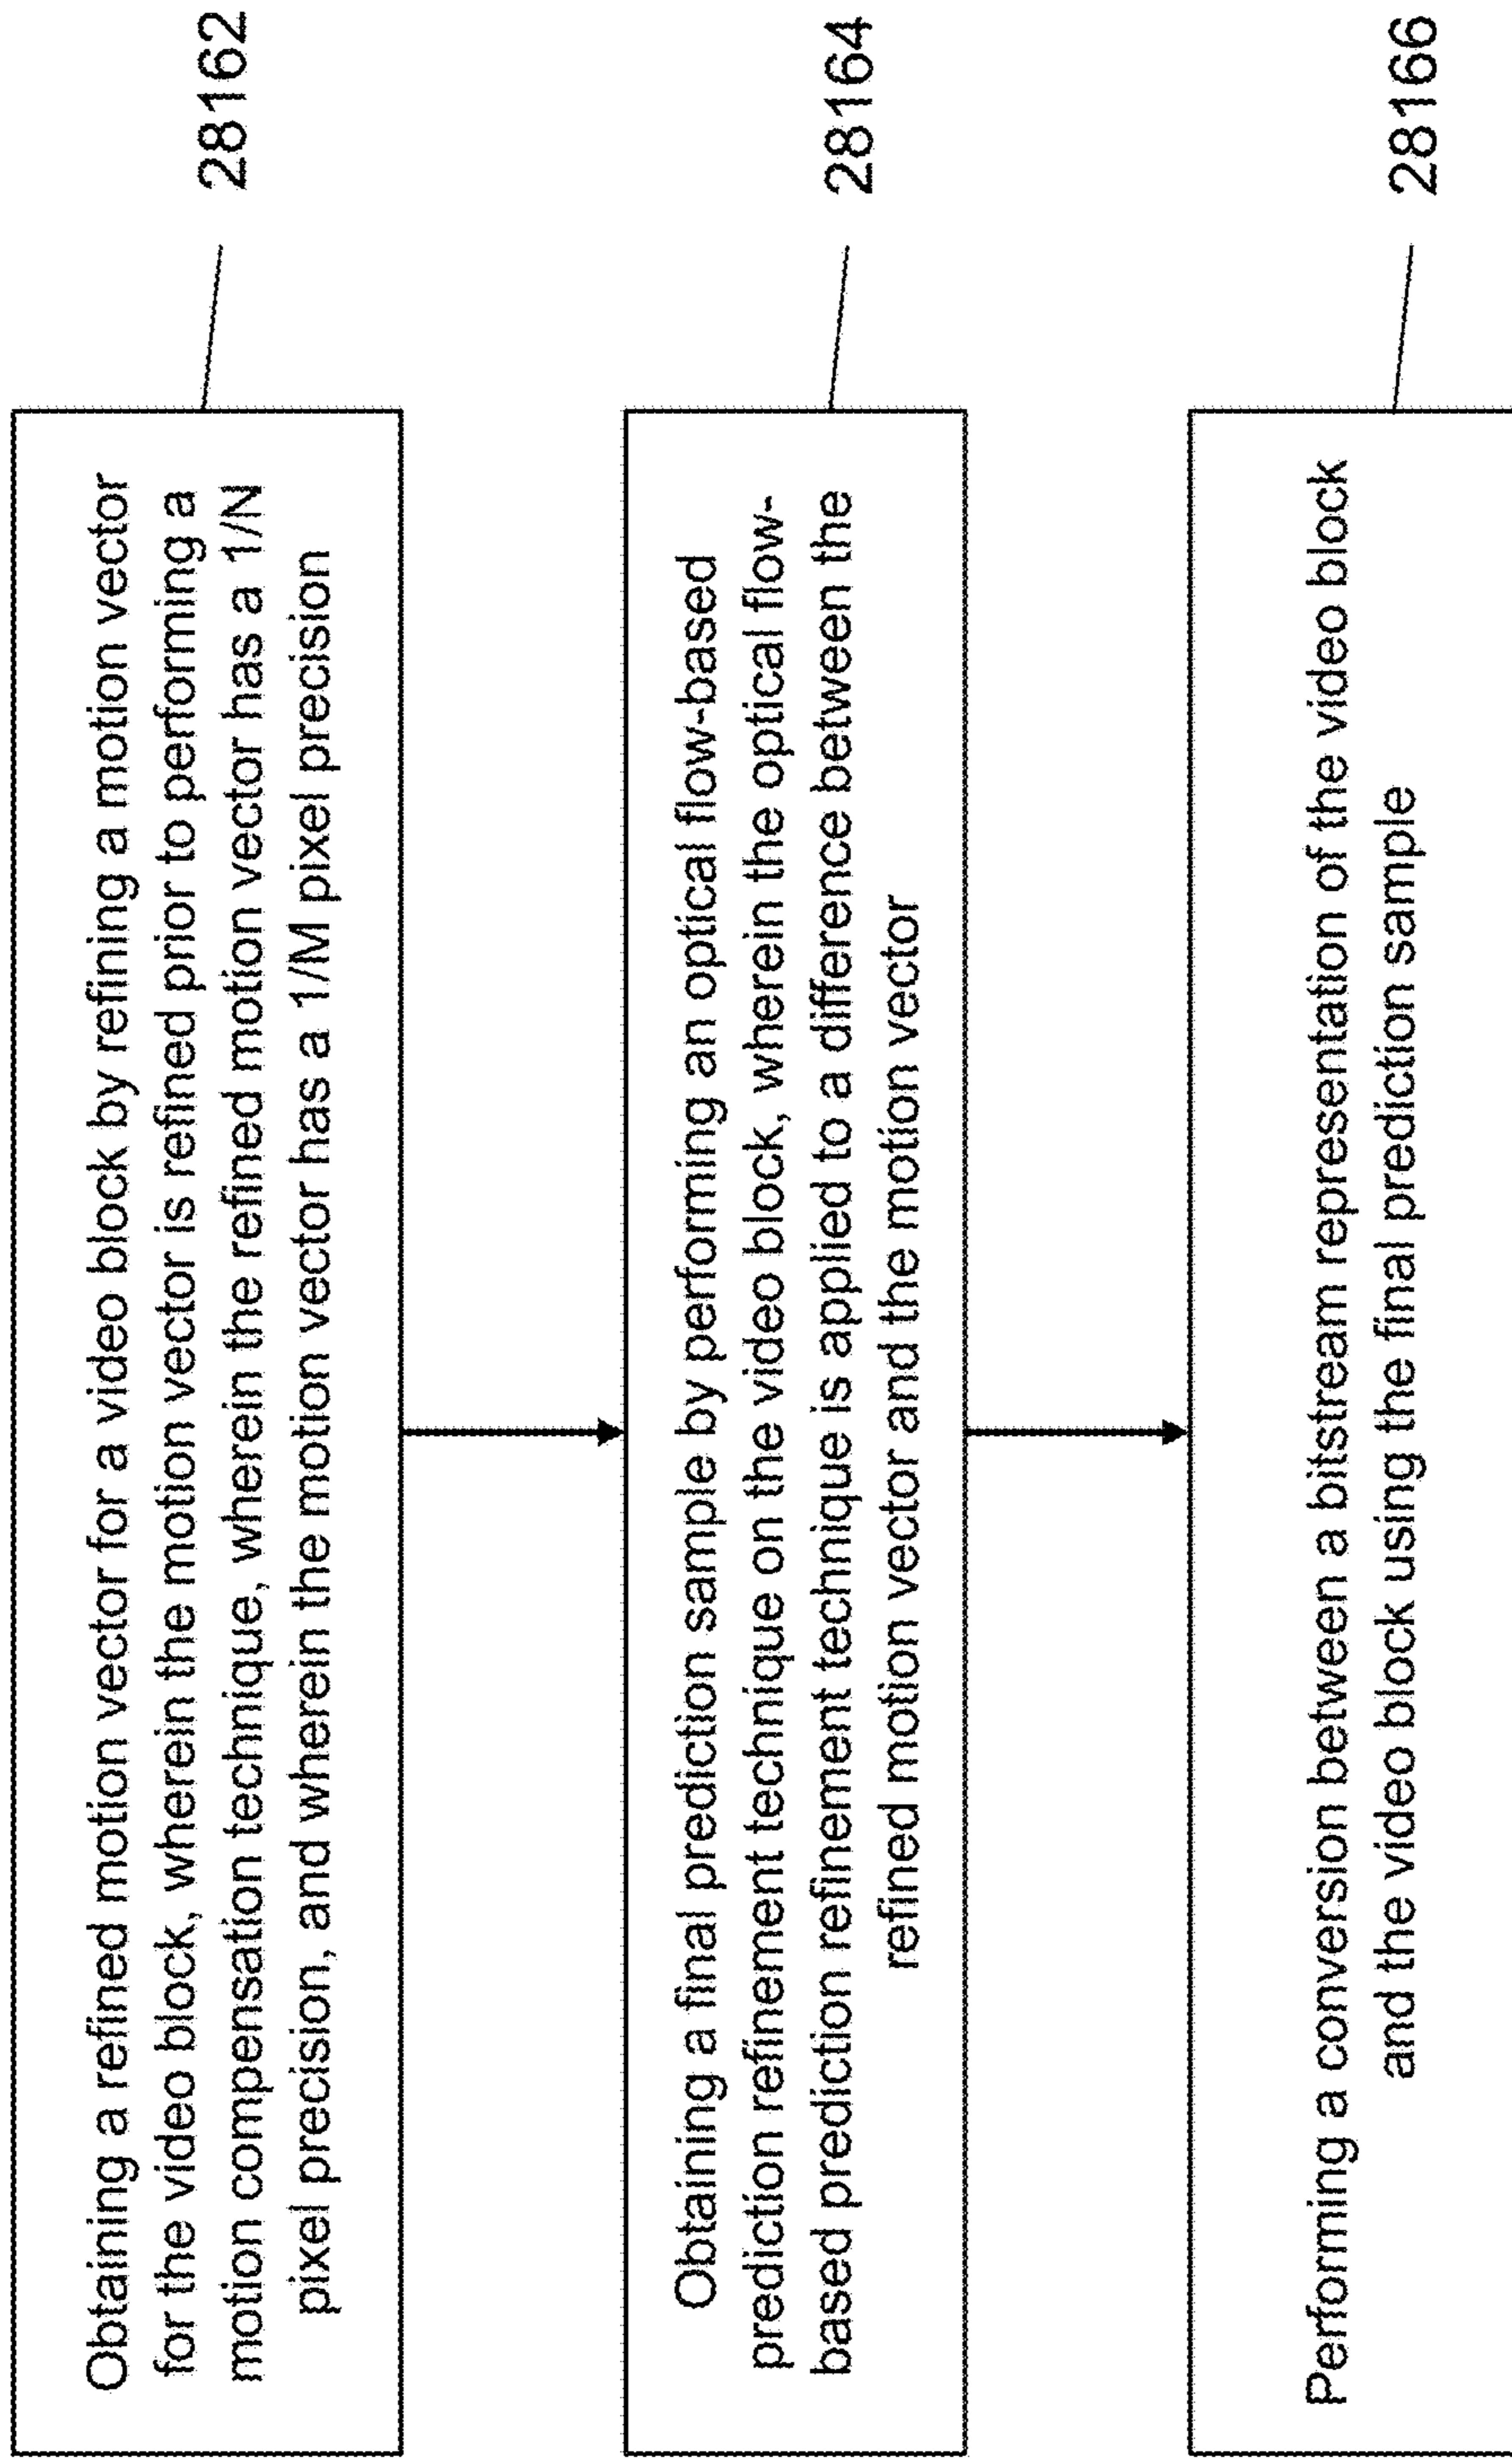 Obtaining a refined motion vector for a video block by refining a motion vector
for the video block, wherein the motion vector is refined prior to performing a
motion compensation technique, wherein the refined motion vector has a 1/N
pixel precision, and wherein the motion vector has a 1/M pixel precision
28162
Obtaining a final prediction sample by performing an optical flow-based
prediction refinement technique on the video block, wherein the optical flow-
based prediction refinement technique is applied to a difference between the
refined motion vector and the motion vector
28164
Performing a conversion between a bitstream representation of the video block
and the video block using the final prediction sample
28166